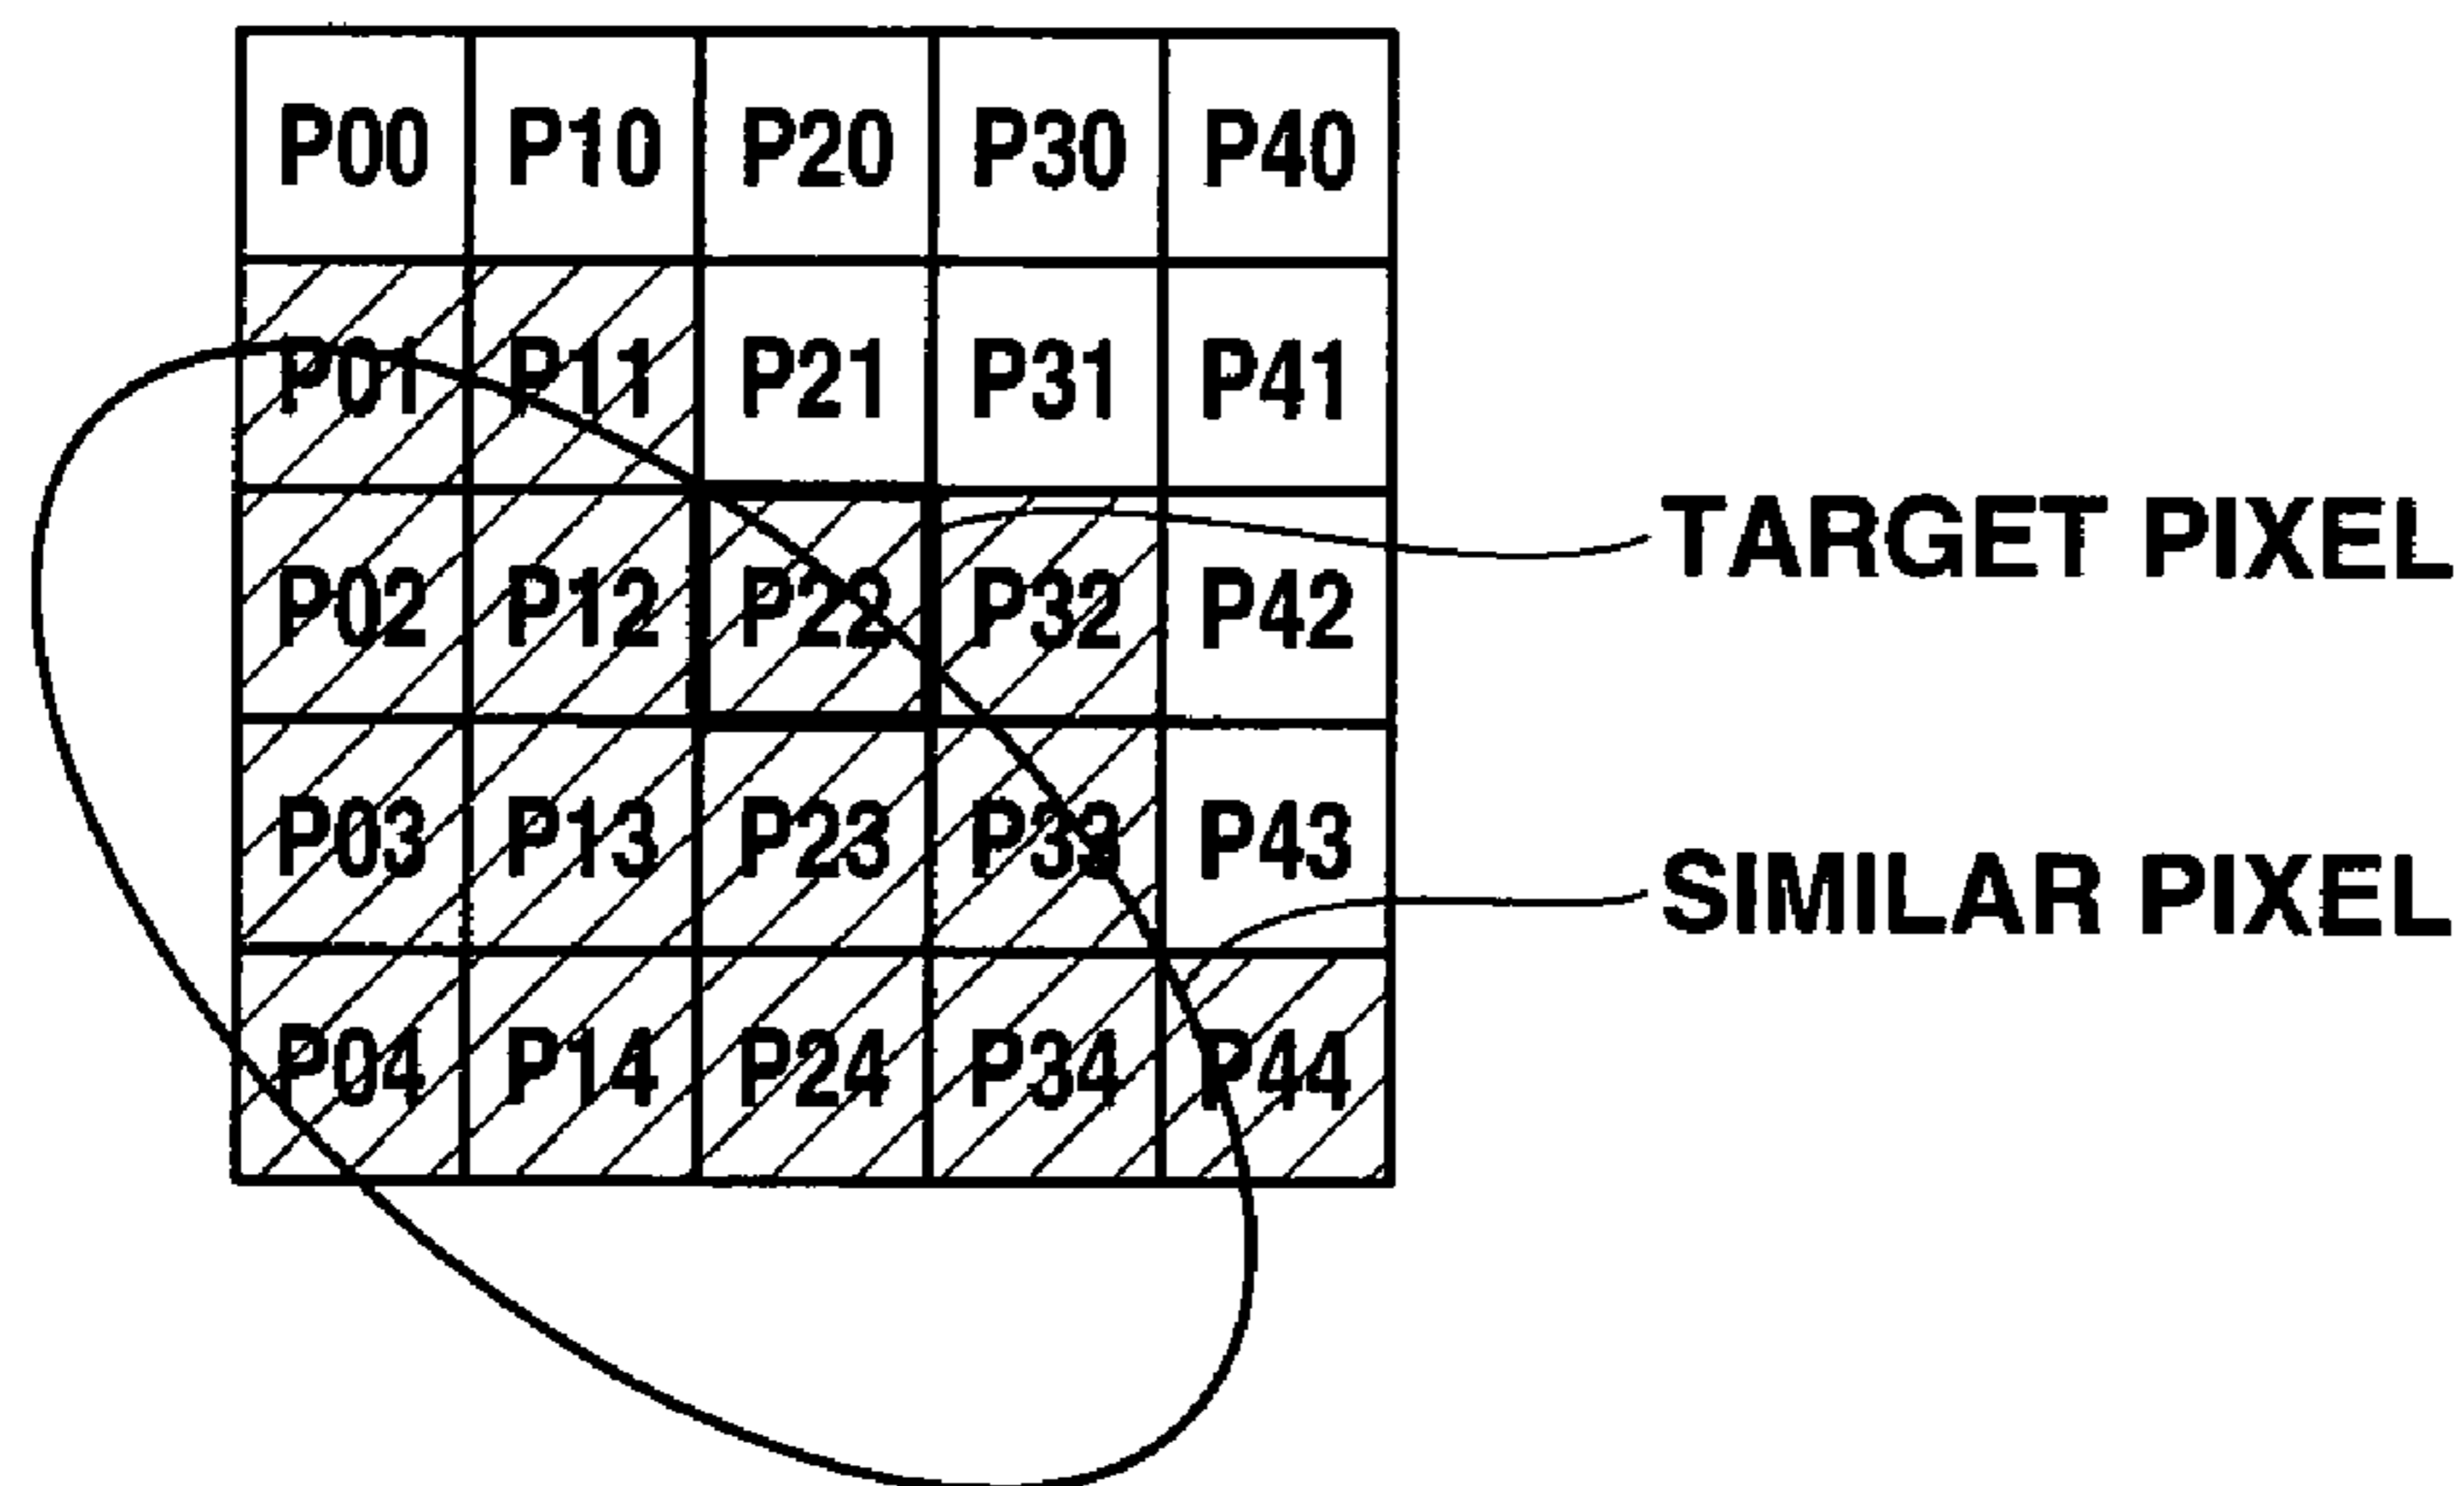 P00 P10 P20 P30 P40
P01 P11 P21 P31 P41
TARGET PIXEL
P02 P12 P22 P32 P42
P03 P13 P23 P33 P43
SIMILAR PIXEL
P04 P14 P24 P34 P44